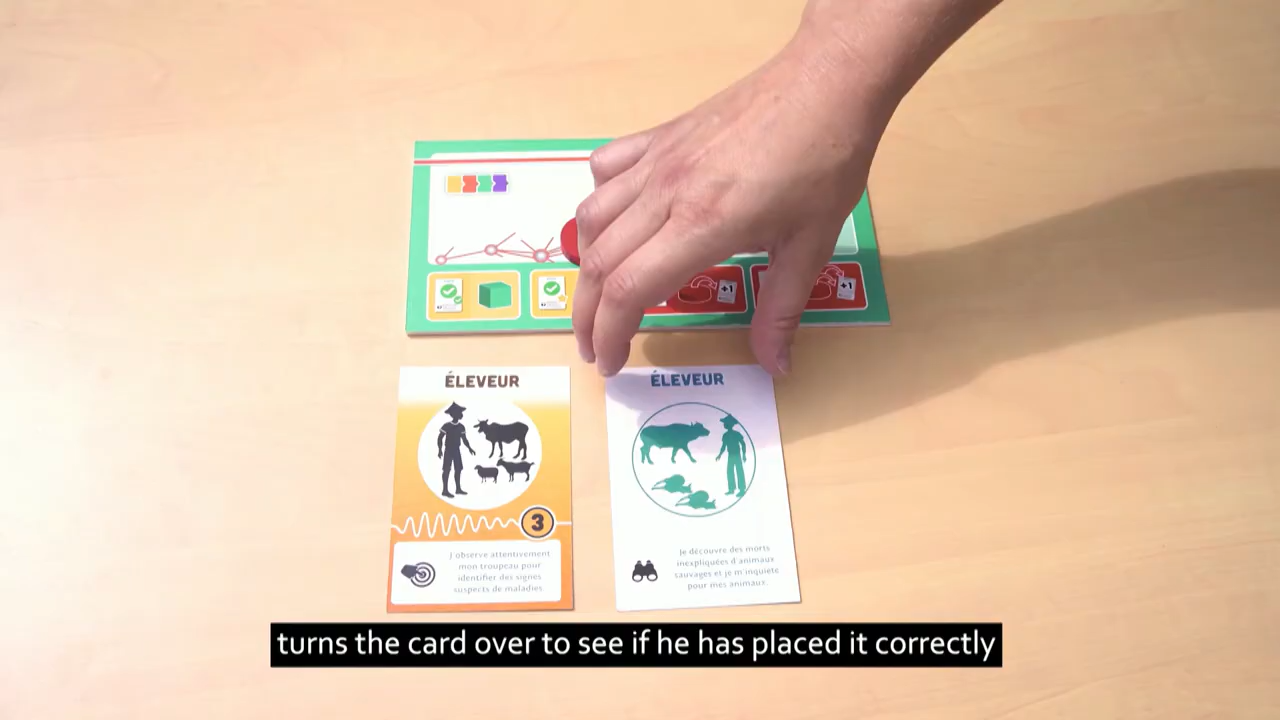 +1
+1
ÉLEVEUR
3
J'observe attentivement
mon troupeau pour
identifier des signes
suspects de maladies
ÉLEVEUR
Je découvre des morts
inexpliquées d'animaux
sauvages et je m'inquiète
pour mes animaux.
turns the card over to see if he has placed it correctly